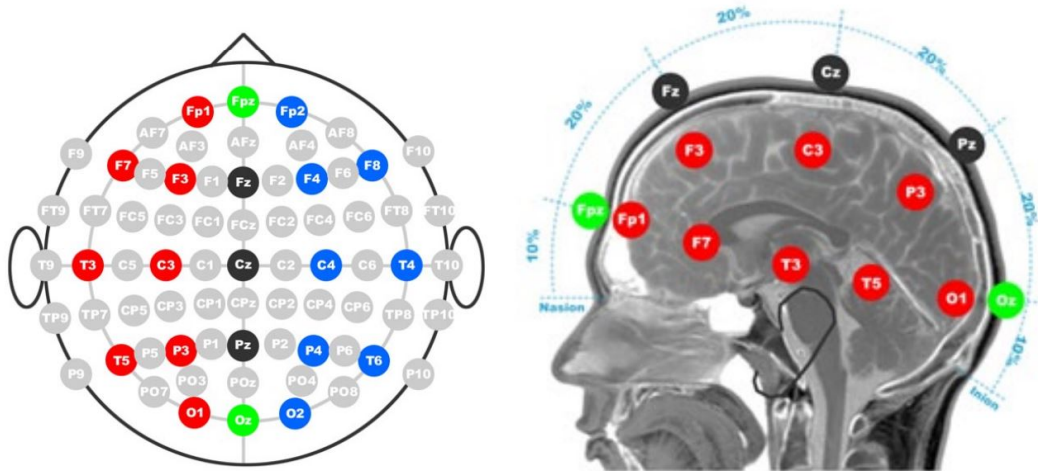 Fp1 Fpz Fp2
AF7 AF3 AFz AF4 AF8
F9 F7 F5 F3 F1 Fz F2 F4 F6 F8 F10
FT9 FT7 FC5 FC3 FC1 FCz FC2 FC4 FC6 FT8 FT10
T9 T3 C5 C3 C1 Cz C2 C4 C6 T4 T10
TP9 TP7 CP5 CP3 CP1 CPz CP2 CP4 CP6 TP8 TP10
P9 T5 P5 P3 P1 Pz P2 P4 P6 T6 P10
PO7 PO3 POz PO4 PO8
O1 Oz O2
20%
20%
20%
20%
10%
10%
Fz
Cz
Pz
F3
C3
P3
Fpz
Fp1
F7
T3
T5
O1
Oz
Nasion
Inion